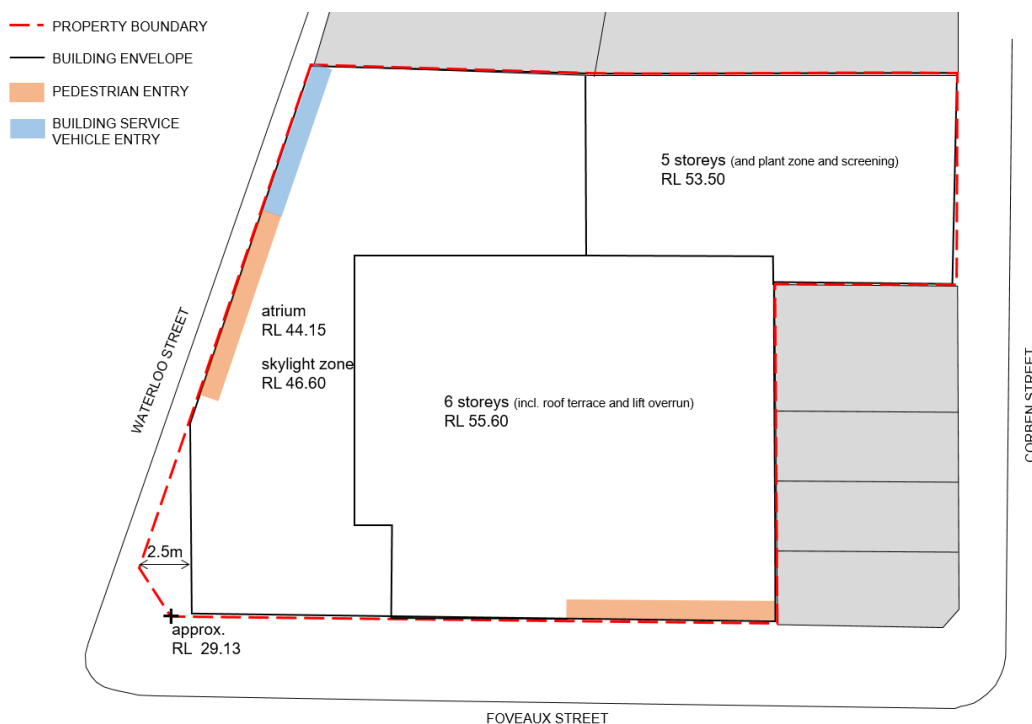 PROPERTY BOUNDARY
BUILDING ENVELOPE
PEDESTRIAN ENTRY
BUILDING SERVICE
VEHICLE ENTRY
5 storeys (and plant zone and screening)
RL 53.50
atrium
RL 44.15
skylight zone
RL 46.60
6 storeys (incl. roof terrace and lift overrun)
RL 55.60
WATERLOO STREET
CORBEN STREET
2.5m
approx.
RL 29.13
FOVEAUX STREET